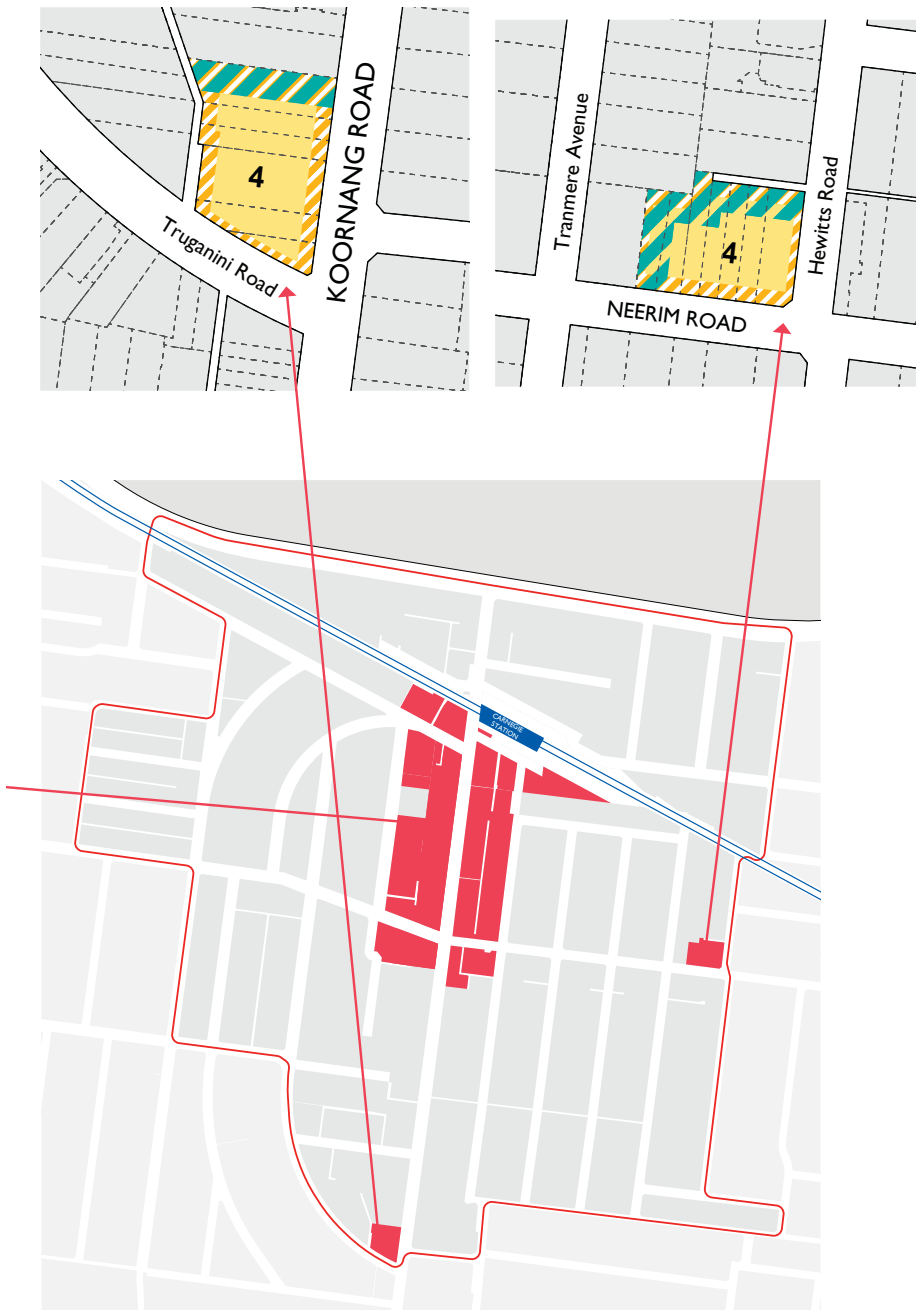 4
KOORNANG ROAD
Truganini Road
Tranmere Avenue
4
Hewitts Road
NEERIM ROAD
CARNEGIE
STATION